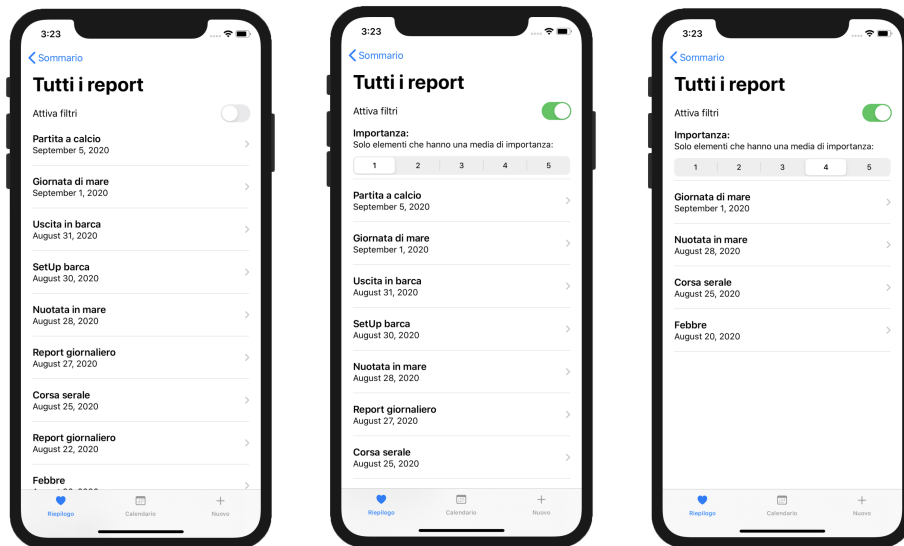 3:23
Sommario
Tutti i report
Attiva filtri
Partita a calcio
September 5, 2020
Giornata di mare
September 1, 2020
Uscita in barca
August 31, 2020
SetUp barca
August 30, 2020
Nuotata in mare
August 28, 2020
Report giornaliero
August 27, 2020
Corsa serale
August 25, 2020
Report giornaliero
August 22, 2020
Febbre
Riepilogo
Calendario
Nuovo
3:23
Sommario
Tutti i report
Attiva filtri
Importanza:
Solo elementi che hanno una media di importanza:
1 2 3 4 5
Partita a calcio
September 5, 2020
Giornata di mare
September 1, 2020
Uscita in barca
August 31, 2020
SetUp barca
August 30, 2020
Nuotata in mare
August 28, 2020
Report giornaliero
August 27, 2020
Corsa serale
August 25, 2020
Riepilogo
Calendario
Nuovo
3:23
Sommario
Tutti i report
Attiva filtri
Importanza:
Solo elementi che hanno una media di importanza:
1 2 3 4 5
Giornata di mare
September 1, 2020
Nuotata in mare
August 28, 2020
Corsa serale
August 25, 2020
Febbre
August 20, 2020
Riepilogo
Calendario
Nuovo